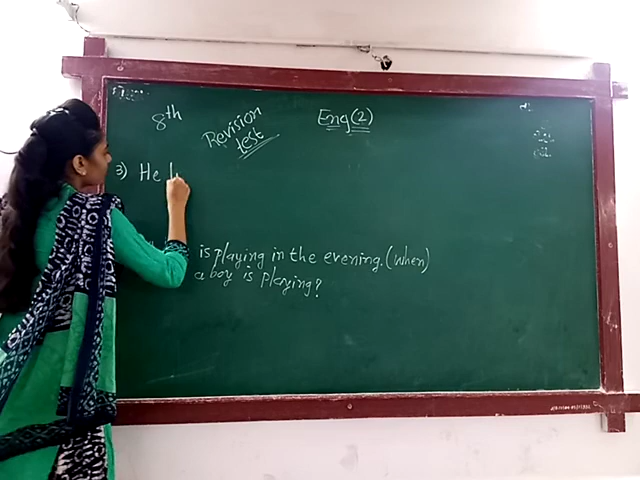 8th
Revision
test
Eng(2)
3) He
is playing in the evening. (when)
a boy is playing?